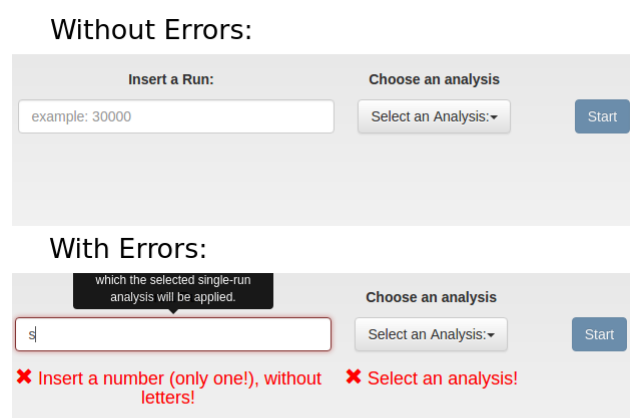 Without Errors:
Insert a Run: Choose an analysis
example: 30000 Select an Analysis: Start
With Errors:
which the selected single-run
analysis will be applied.
Choose an analysis
s Select an Analysis: Start
✖ Insert a number (only one!), without ✖ Select an analysis!
letters!